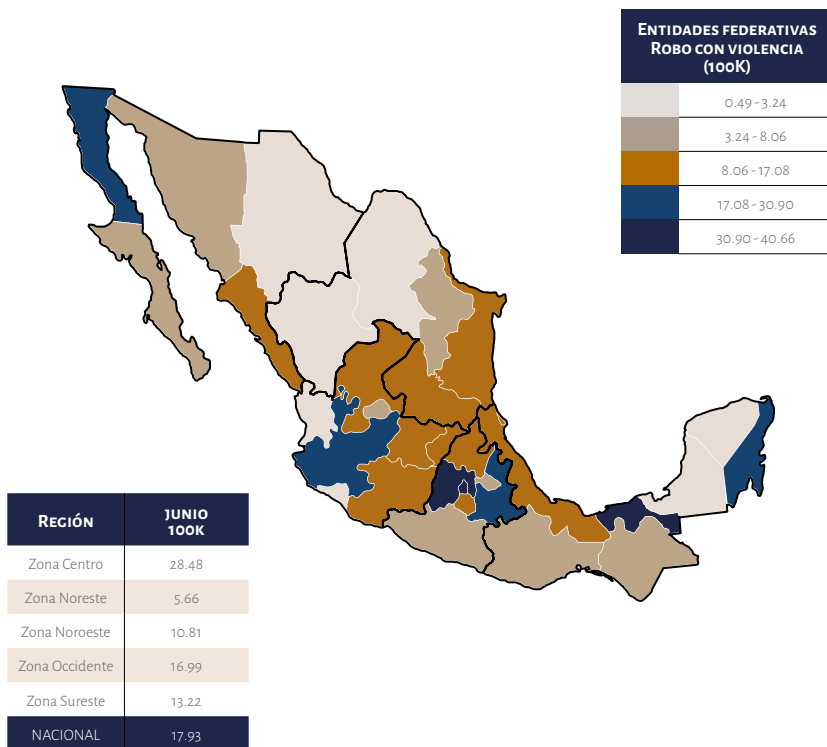 Entidades federativas
Robo con violencia
(100K)
0.49 - 3.24
3.24 - 8.06
8.06 - 17.08
17.08 - 30.90
30.90 - 40.66
Región junio 100K
Zona Centro 28.48
Zona Noreste 5.66
Zona Noroeste 10.81
Zona Occidente 16.99
Zona Sureste 13.22
NACIONAL 17.93